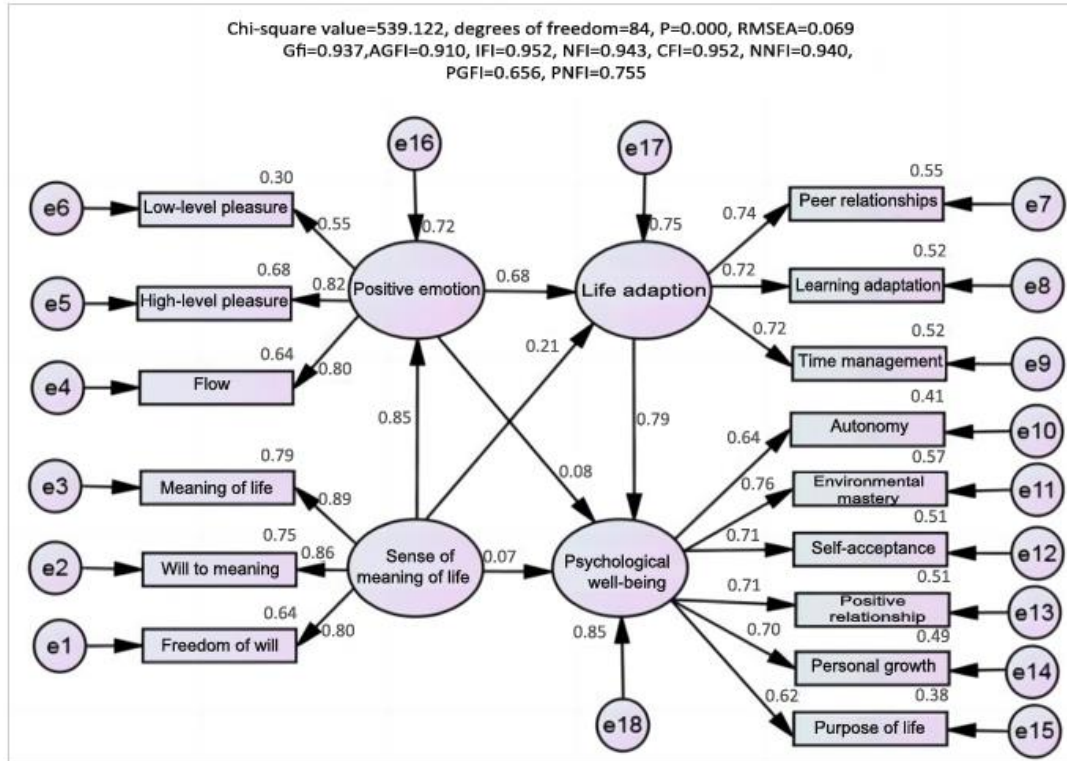 Chi-square value=539.122, degrees of freedom=84, P=0.000, RMSEA=0.069
Gfi=0.937,AGFI=0.910, IFI=0.952, NFI=0.943, CFI=0.952, NNFI=0.940,
PGFI=0.656, PNFI=0.755
e16
e17
0.30
0.55
e6
Low-level pleasure
0.55
0.72
0.75
0.74
Peer relationships
e7
0.68
0.52
e5
High-level pleasure
0.82
Positive emotion
0.68
Life adaption
0.72
Learning adaptation
e8
0.64
0.52
e4
Flow
0.80
0.21
0.72
Time management
e9
0.41
0.85
0.79
0.64
Autonomy
e10
0.79
0.57
e3
Meaning of life
0.89
0.08
0.76
Environmental
mastery
e11
0.75
0.51
e2
Will to meaning
0.86
Sense of
meaning of life
0.07
Psychological
well-being
0.71
Self-acceptance
e12
0.64
0.51
e1
Freedom of will
0.80
0.85
0.71
Positive
relationship
e13
0.49
0.70
Personal growth
e14
0.38
e18
0.62
Purpose of life
e15